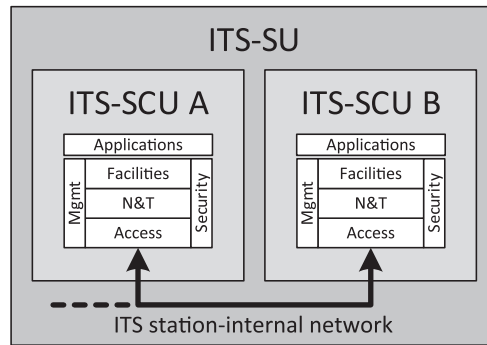 ITS-SU
ITS-SCU A
Applications
Mgmt
Facilities
N&T
Access
Security
ITS-SCU B
Applications
Mgmt
Facilities
N&T
Access
Security
ITS station-internal network